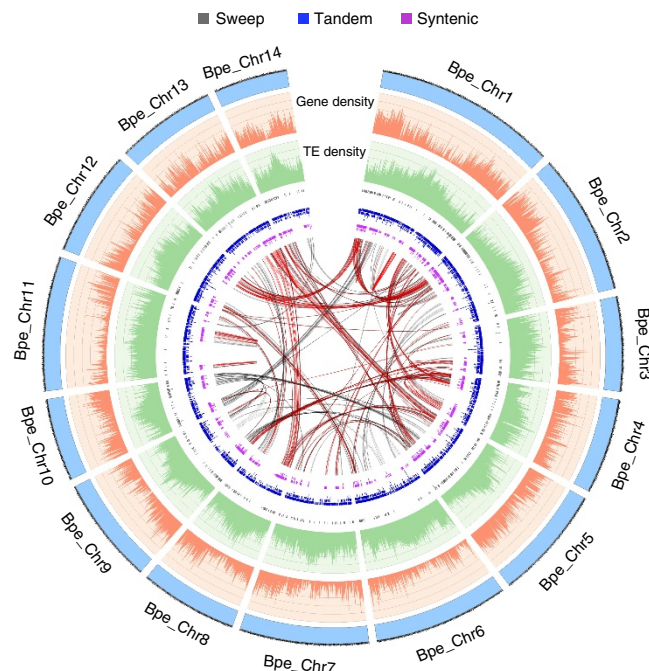 Sweep
Tandem
Syntenic
Bpe_Chr14
Bpe_Chr1
Bpe_Chr13
Gene density
Bpe_Chr12
TE density
Bpe_Chr2
Bpe_Chr11
Bpe_Chr3
Bpe_Chr10
Bpe_Chr4
Bpe_Chr9
Bpe_Chr5
Bpe_Chr8
Bpe_Chr6
Bpe_Chr7